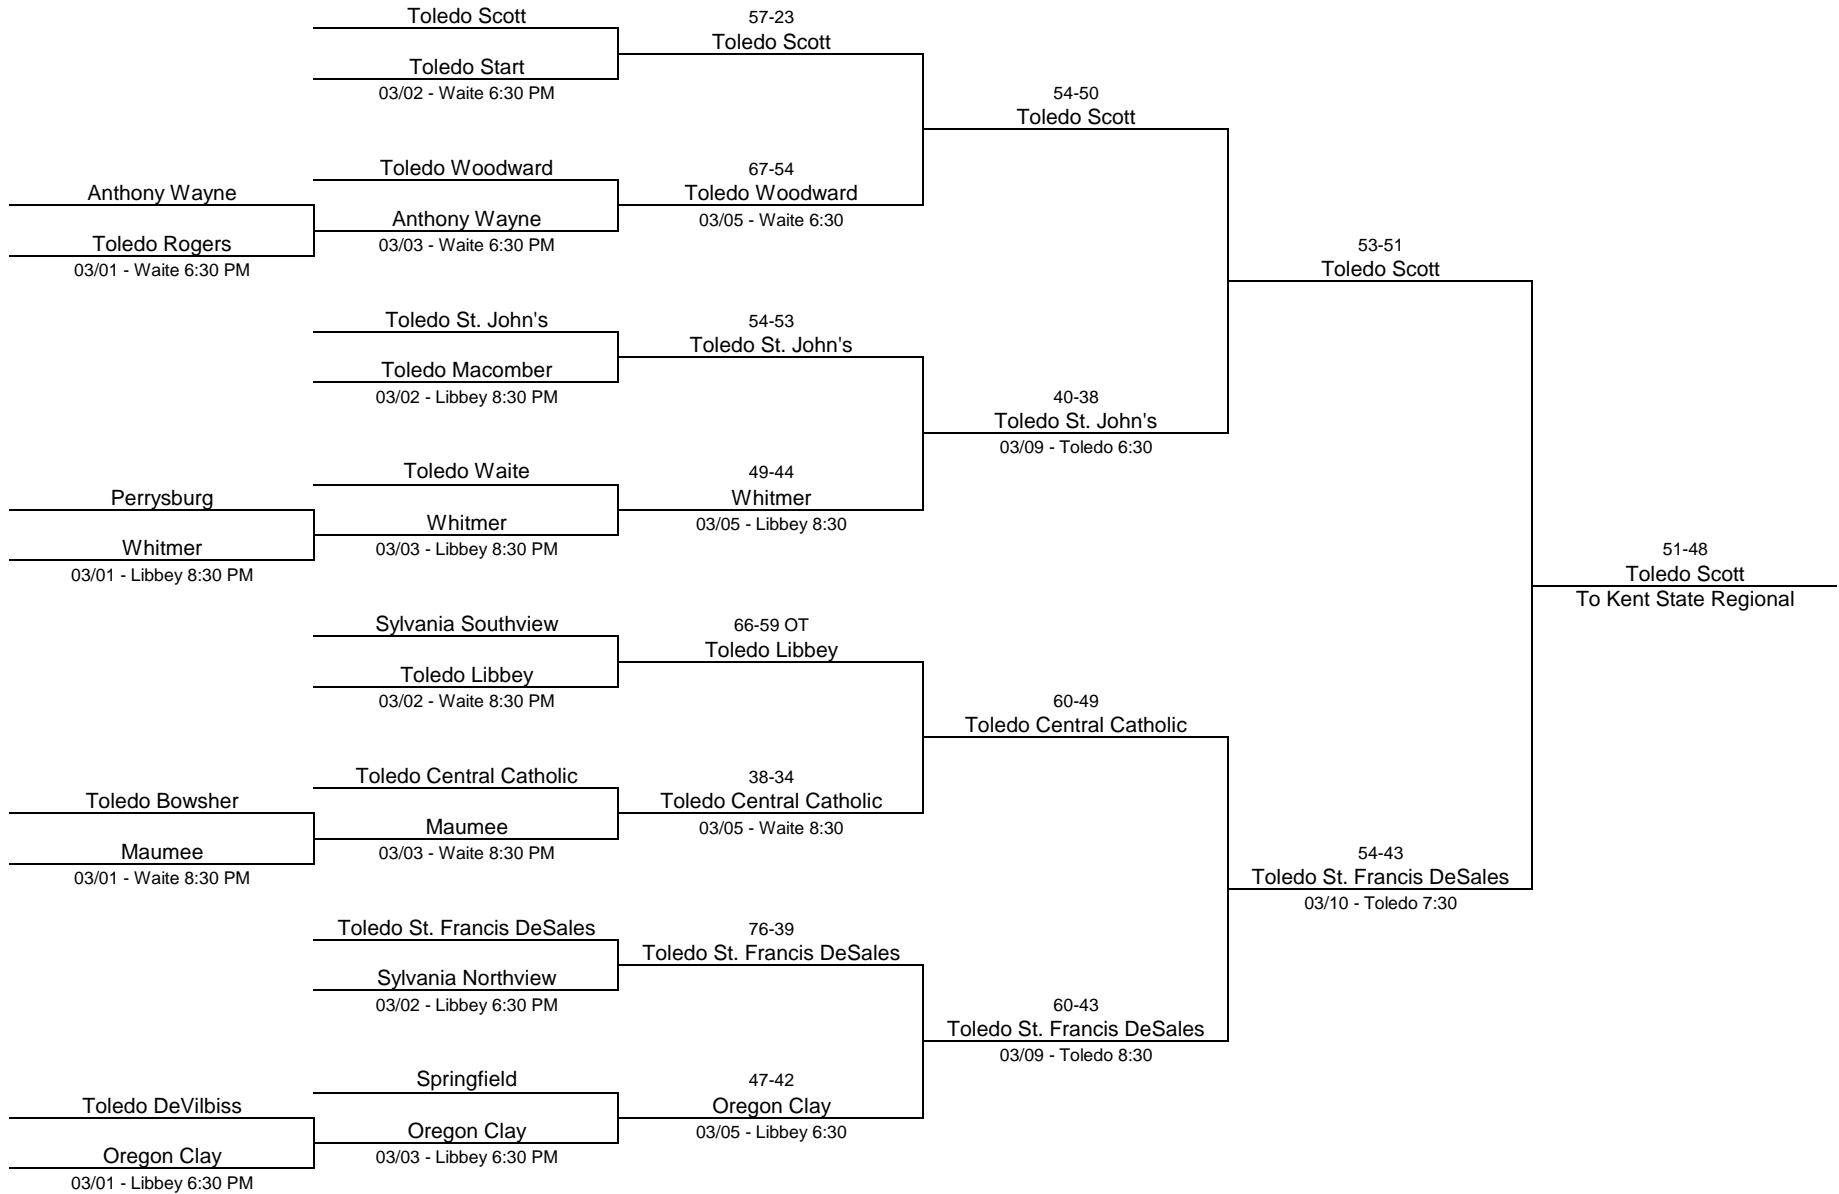 Toledo Scott
57-23
Toledo Scott
Toledo Start
03/02 - Waite 6:30 PM
54-50
Toledo Scott
Toledo Woodward
67-54
Anthony Wayne
Toledo Woodward
Anthony Wayne
03/05 - Waite 6:30
Toledo Rogers
03/03 - Waite 6:30 PM
53-51
03/01 - Waite 6:30 PM
Toledo Scott
Toledo St. John's
54-53
Toledo St. John's
Toledo Macomber
03/02 - Libbey 8:30 PM
40-38
Toledo St. John's
03/09 - Toledo 6:30
Toledo Waite
49-44
Perrysburg
Whitmer
Whitmer
03/05 - Libbey 8:30
Whitmer
03/03 - Libbey 8:30 PM
51-48
03/01 - Libbey 8:30 PM
Toledo Scott
To Kent State Regional
Sylvania Southview
66-59 OT
Toledo Libbey
Toledo Libbey
03/02 - Waite 8:30 PM
60-49
Toledo Central Catholic
Toledo Central Catholic
38-34
Toledo Bowsher
Toledo Central Catholic
Maumee
03/05 - Waite 8:30
Maumee
03/03 - Waite 8:30 PM
54-43
03/01 - Waite 8:30 PM
Toledo St. Francis DeSales
03/10 - Toledo 7:30
Toledo St. Francis DeSales
76-39
Toledo St. Francis DeSales
Sylvania Northview
03/02 - Libbey 6:30 PM
60-43
Toledo St. Francis DeSales
03/09 - Toledo 8:30
Springfield
47-42
Toledo DeVilbiss
Oregon Clay
Oregon Clay
03/05 - Libbey 6:30
Oregon Clay
03/03 - Libbey 6:30 PM
03/01 - Libbey 6:30 PM